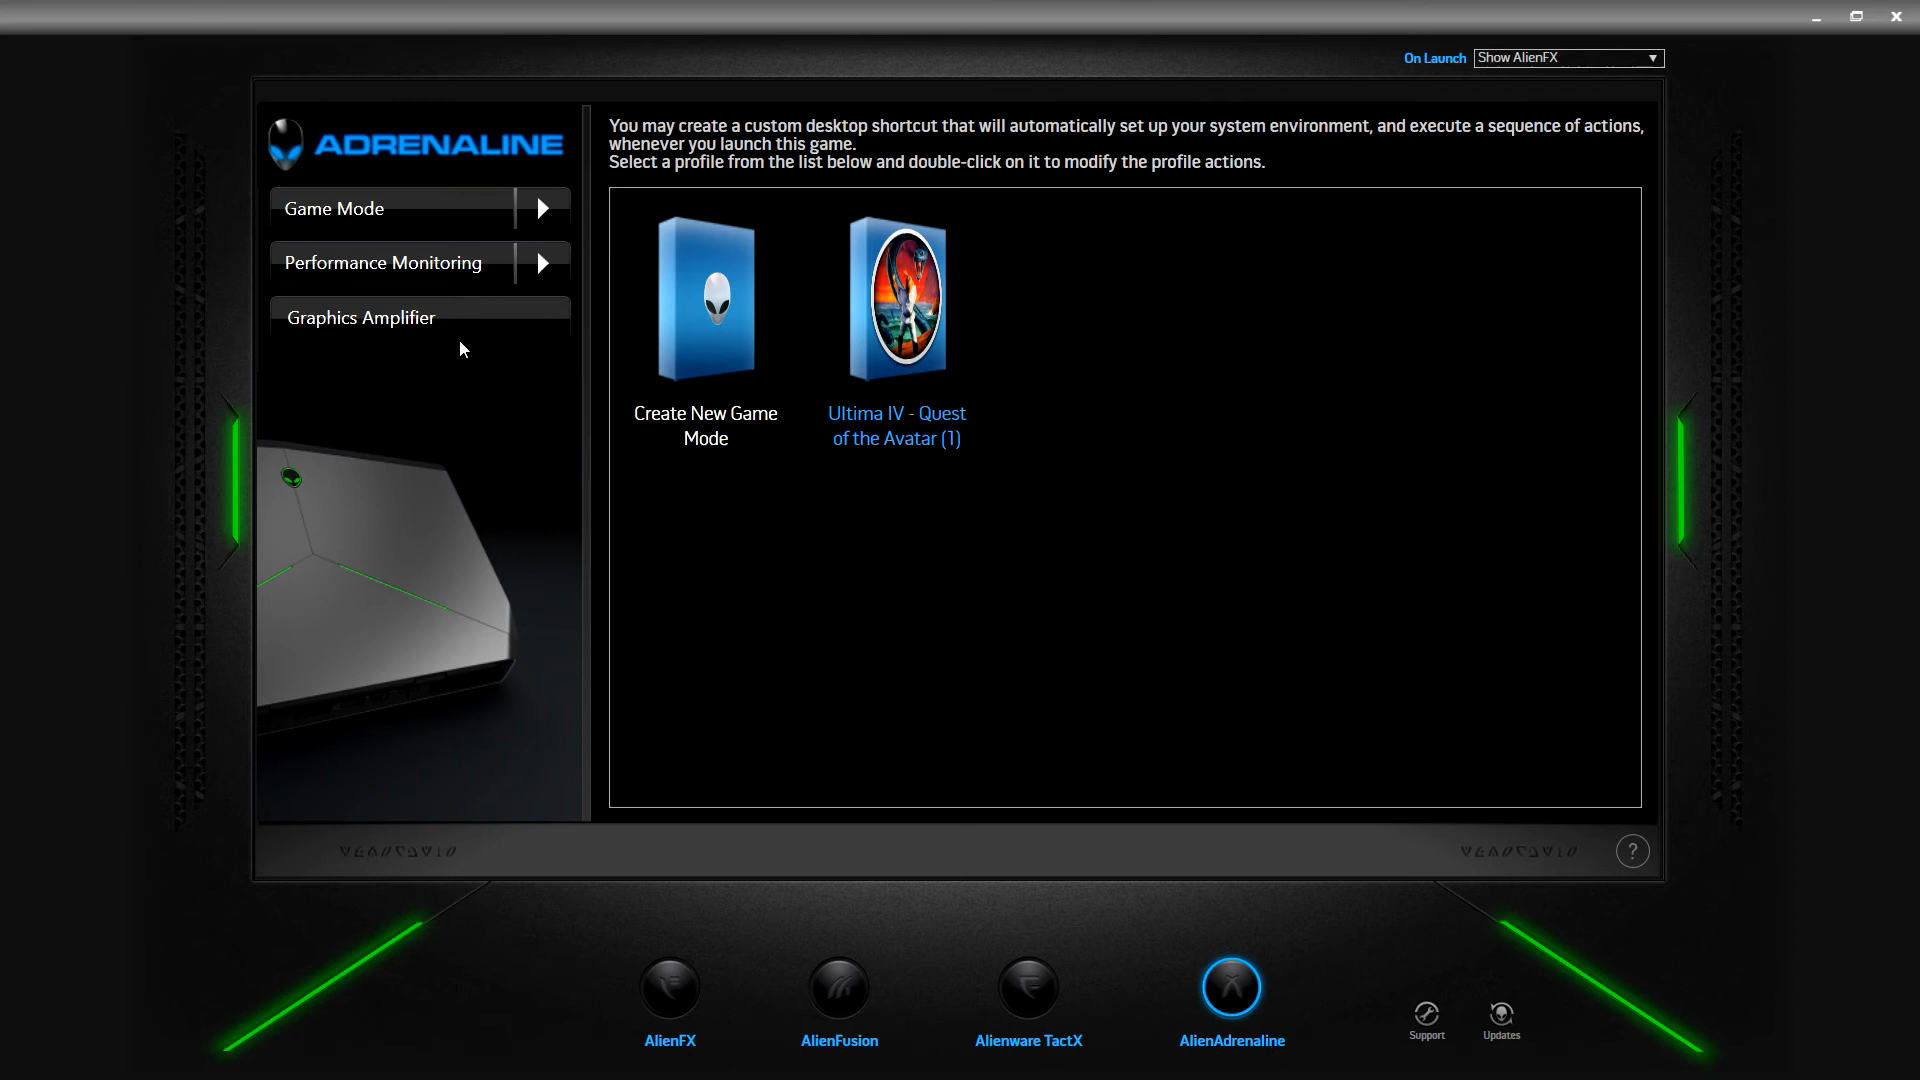 On Launch
Show AlienFX
ADRENALINE
Game Mode
Performance Monitoring
Graphics Amplifier
You may create a custom desktop shortcut that will automatically set up your system environment, and execute a sequence of actions,
whenever you launch this game.
Select a profile from the list below and double-click on it to modify the profile actions.
Create New Game
Mode
Ultima IV - Quest
of the Avatar (1)
?
AlienFX
AlienFusion
Alienware TactX
AlienAdrenaline
Support
Updates